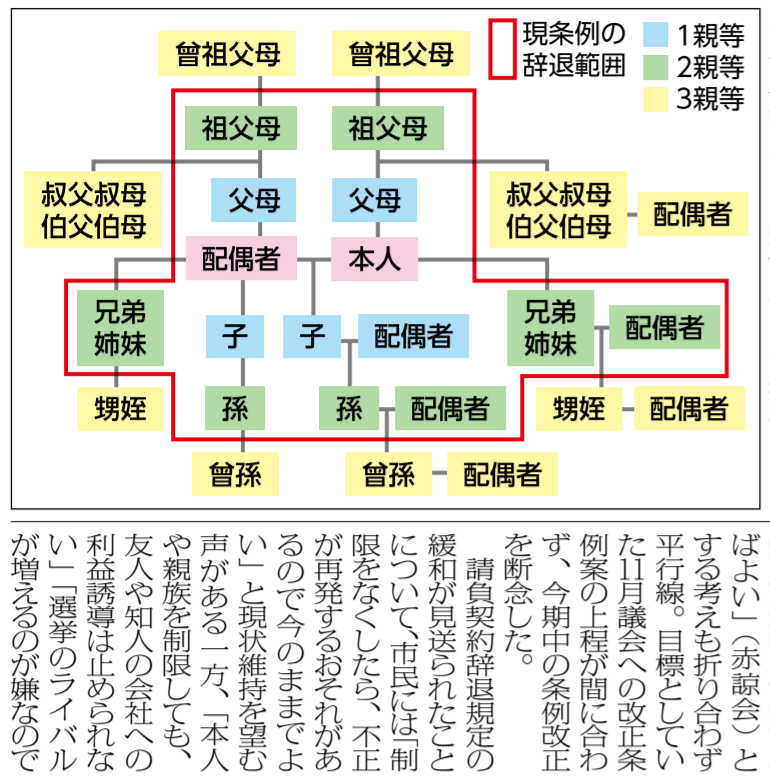 現条例の
辞退範囲
1親等
2親等
3親等
曾祖父母
曾祖父母
祖父母
祖父母
叔父叔母
伯父伯母
父母
父母
叔父叔母
伯父伯母
配偶者
配偶者
本人
兄弟
姉妹
子
子
配偶者
兄弟
姉妹
配偶者
甥姪
孫
孫
配偶者
甥姪
配偶者
曾孫
曾孫
配偶者
ばよい」（赤諒会）と
する考えも折り合わず
平行線。目標としてい
た11月議会への改正条
例案の上程が間に合わ
ず、今期中の条例改正
を断念した。
請負契約辞退規定の
緩和が見送られたこと
について、市民には「制
限をなくしたら、不正
が再発するおそれがあ
るので今のままでよ
い」と現状維持を望む
声がある一方、「本人
や親族を制限しても、
友人や知人の会社への
利益誘導は止められな
い」「選挙のライバル
が増えるのが嫌なので